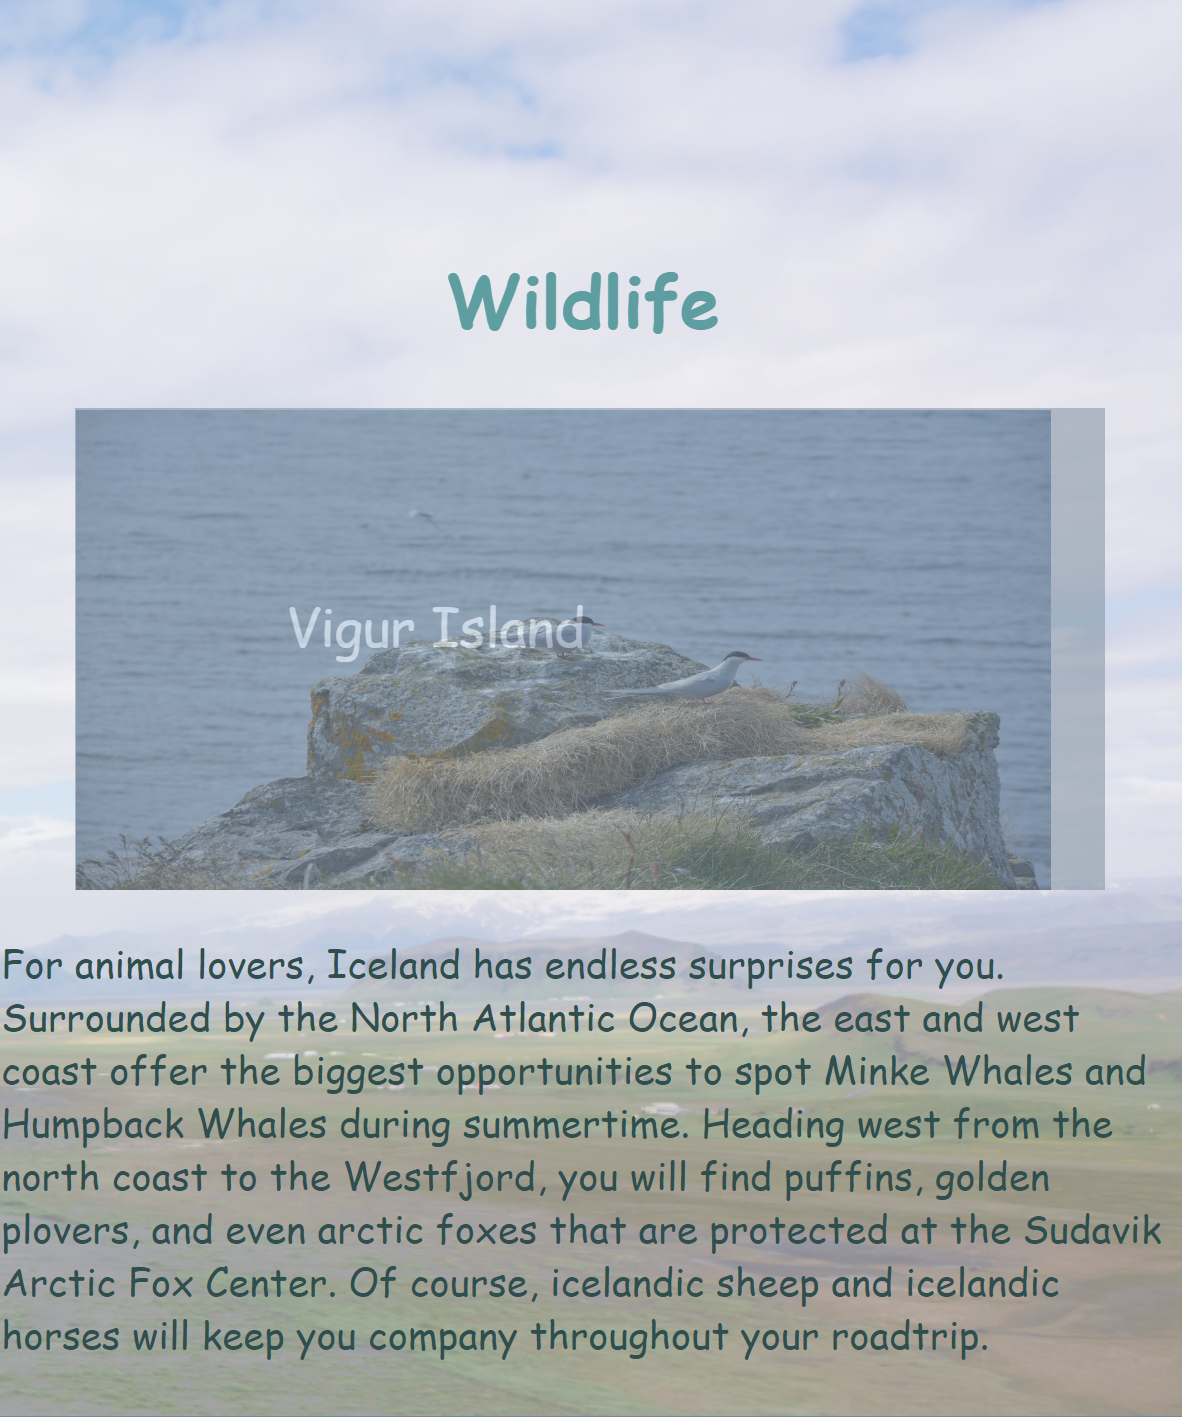 Wildlife
Vigur Island
For animal lovers, Iceland has endless surprises for you.
Surrounded by the North Atlantic Ocean, the east and west
coast offer the biggest opportunities to spot Minke Whales and
Humpback Whales during summertime. Heading west from the
north coast to the Westfjord, you will find puffins, golden
plovers, and even arctic foxes that are protected at the Sudavik
Arctic Fox Center. Of course, icelandic sheep and icelandic
horses will keep you company throughout your roadtrip.